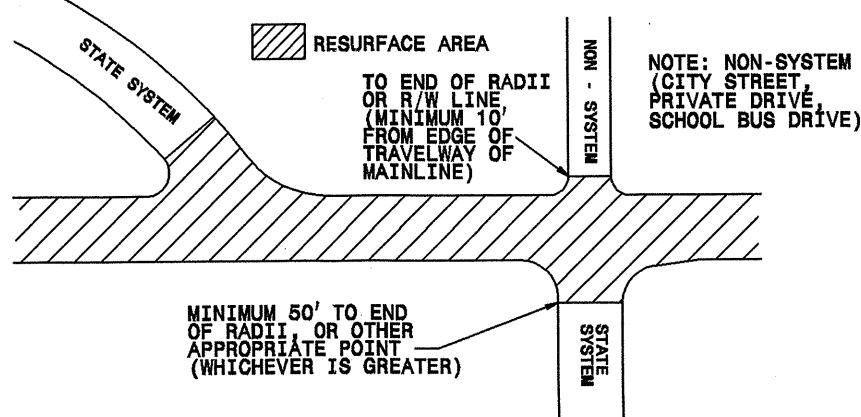 STATE SYSTEM
RESURFACE AREA
TO END OF RADII
OR R/W LINE
(MINIMUM 10'
FROM EDGE OF
TRAVELWAY OF
MAINLINE)
NON - SYSTEM
NOTE: NON-SYSTEM
(CITY STREET,
PRIVATE DRIVE,
SCHOOL BUS DRIVE)
MINIMUM 50' TO END
OF RADII, OR OTHER
APPROPRIATE POINT
(WHICHEVER IS GREATER)
STATE
SYSTEM